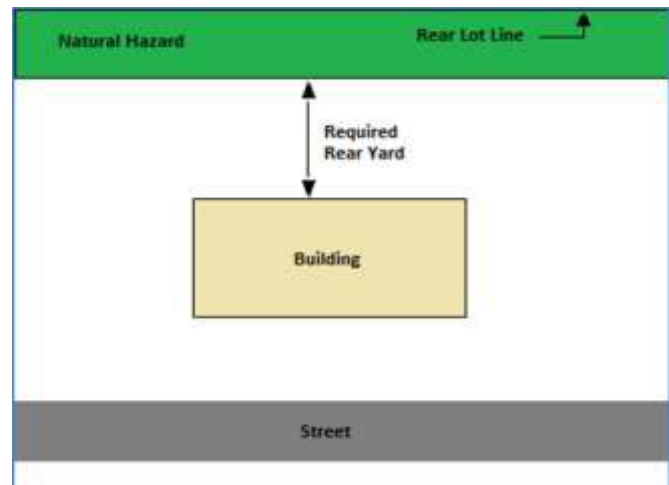 Natural Hazard
Rear Lot Line
Required
Rear Yard
Building
Street